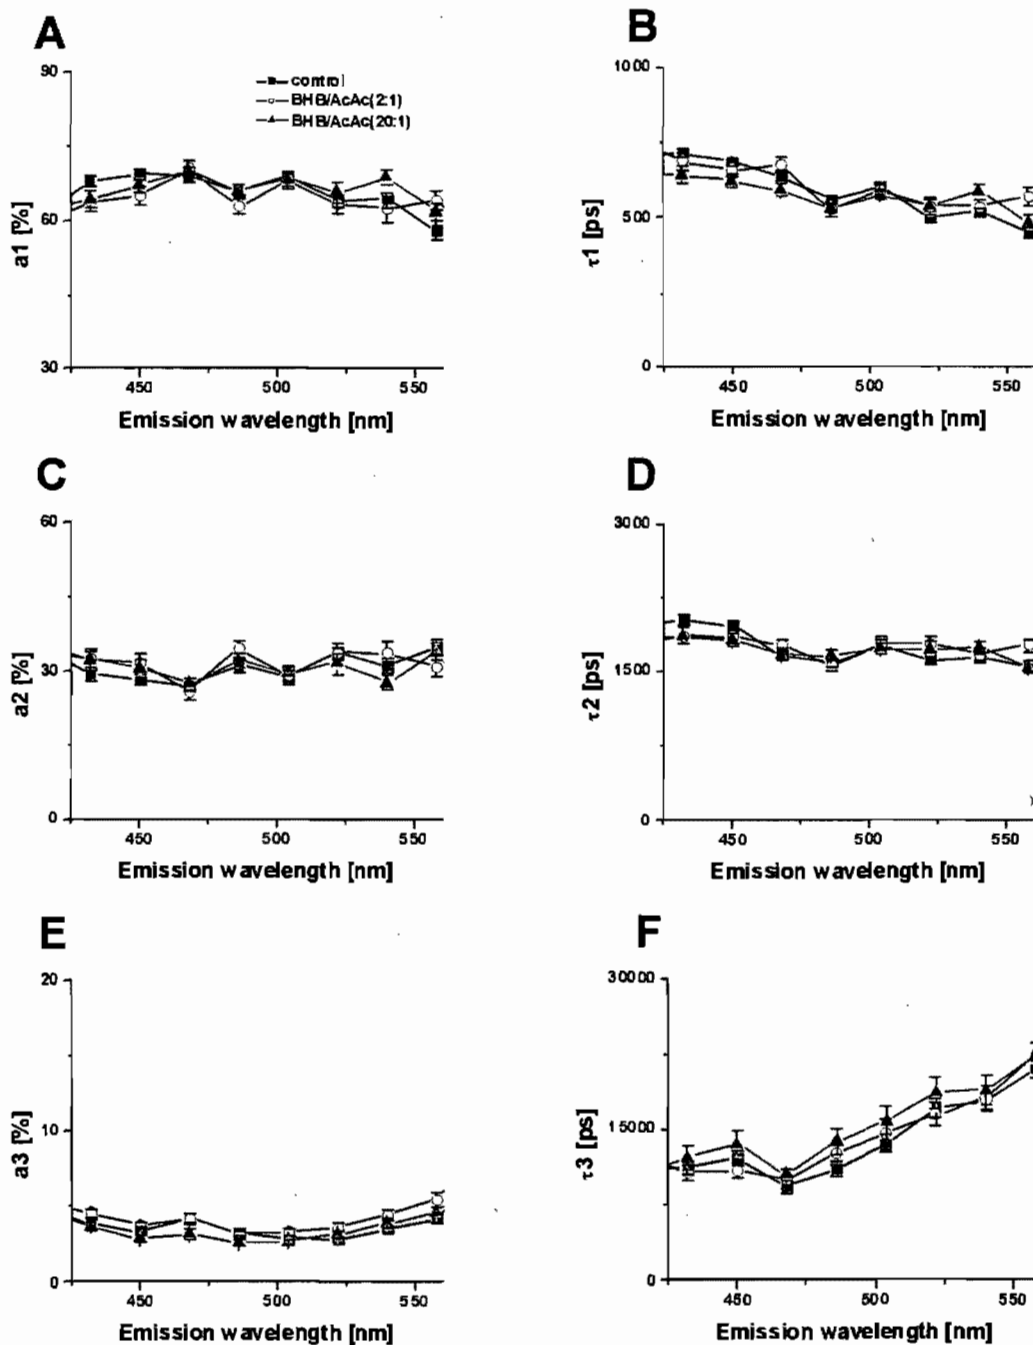 A
B
90
60
30
a1 [%]
control
BHB/AcAc(2:1)
BHB/AcAc(20:1)
450
500
550
Emission wavelength [nm]
1000
500
0
τ1 [ps]
450
500
550
Emission wavelength [nm]
C
D
60
30
0
a2 [%]
450
500
550
Emission wavelength [nm]
3000
1500
0
τ2 [ps]
450
500
550
Emission wavelength [nm]
E
F
20
10
0
a3 [%]
450
500
550
Emission wavelength [nm]
30000
15000
0
τ3 [ps]
450
500
550
Emission wavelength [nm]